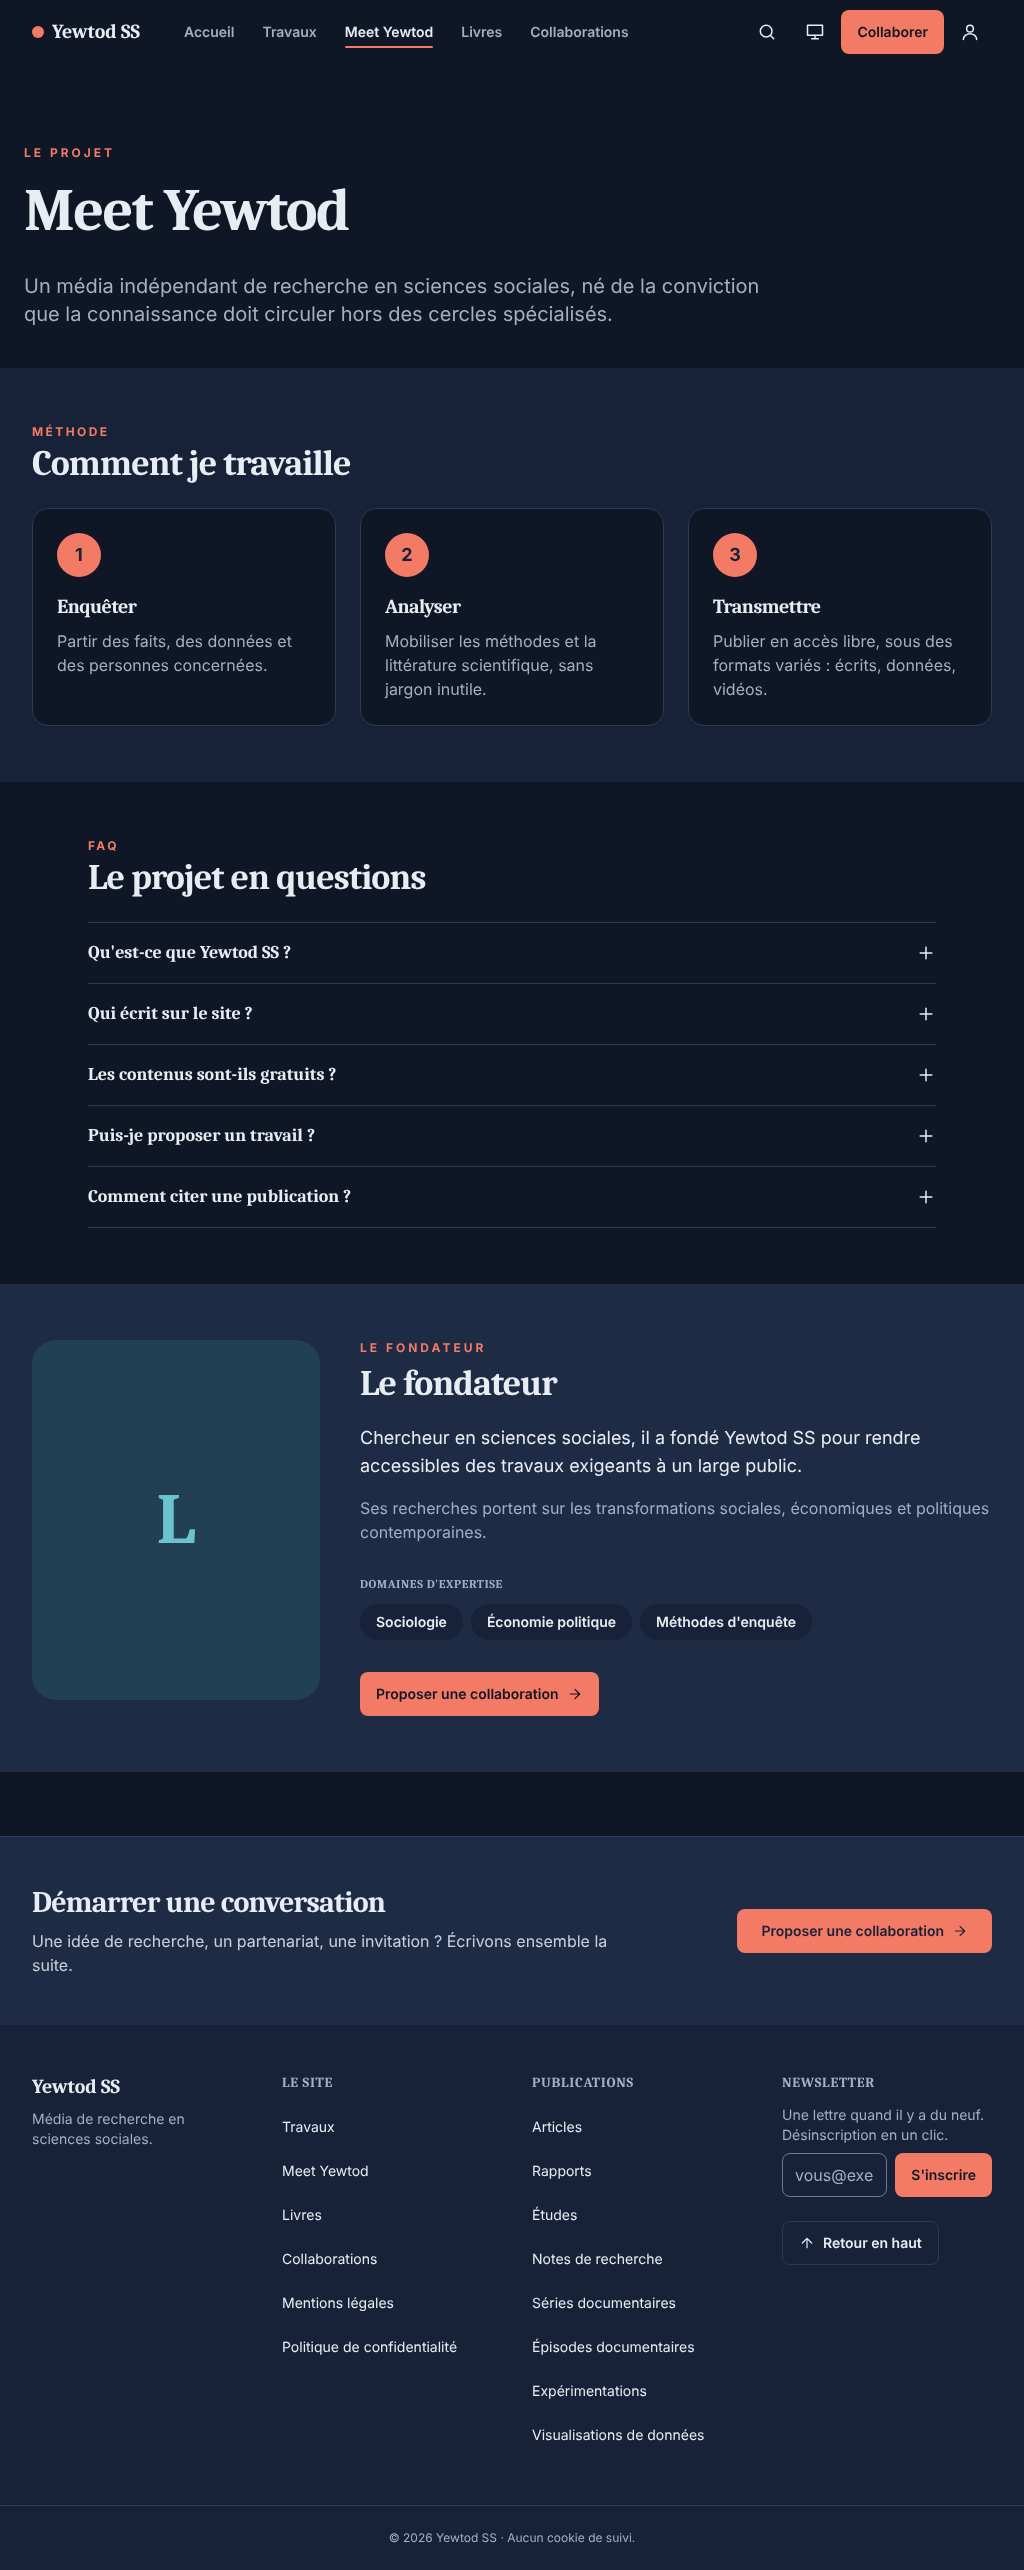 Yewtod SS
Accueil
Travaux
Meet Yewtod
Livres
Collaborations
Collaborer
LE PROJET
Meet Yewtod
Un média indépendant de recherche en sciences sociales, né de la conviction
que la connaissance doit circuler hors des cercles spécialisés.
MÉTHODE
Comment je travaille
1
Enquêter
Partir des faits, des données et
des personnes concernées.
2
Analyser
Mobiliser les méthodes et la
littérature scientifique, sans
jargon inutile.
3
Transmettre
Publier en accès libre, sous des
formats variés : écrits, données,
vidéos.
FAQ
Le projet en questions
Qu'est-ce que Yewtod SS ?
Qui écrit sur le site ?
Les contenus sont-ils gratuits ?
Puis-je proposer un travail ?
Comment citer une publication ?
L
LE FONDATEUR
Le fondateur
Chercheur en sciences sociales, il a fondé Yewtod SS pour rendre
accessibles des travaux exigeants à un large public.
Ses recherches portent sur les transformations sociales, économiques et politiques
contemporaines.
DOMAINES D'EXPERTISE
Sociologie
Économie politique
Méthodes d'enquête
Proposer une collaboration
Démarrer une conversation
Une idée de recherche, un partenariat, une invitation ? Écrivons ensemble la
suite.
Proposer une collaboration
Yewtod SS
Média de recherche en
sciences sociales.
LE SITE
Travaux
Meet Yewtod
Livres
Collaborations
Mentions légales
Politique de confidentialité
PUBLICATIONS
Articles
Rapports
Études
Notes de recherche
Séries documentaires
Épisodes documentaires
Expérimentations
Visualisations de données
NEWSLETTER
Une lettre quand il y a du neuf.
Désinscription en un clic.
vous@exe
S'inscrire
Retour en haut
© 2026 Yewtod SS · Aucun cookie de suivi.